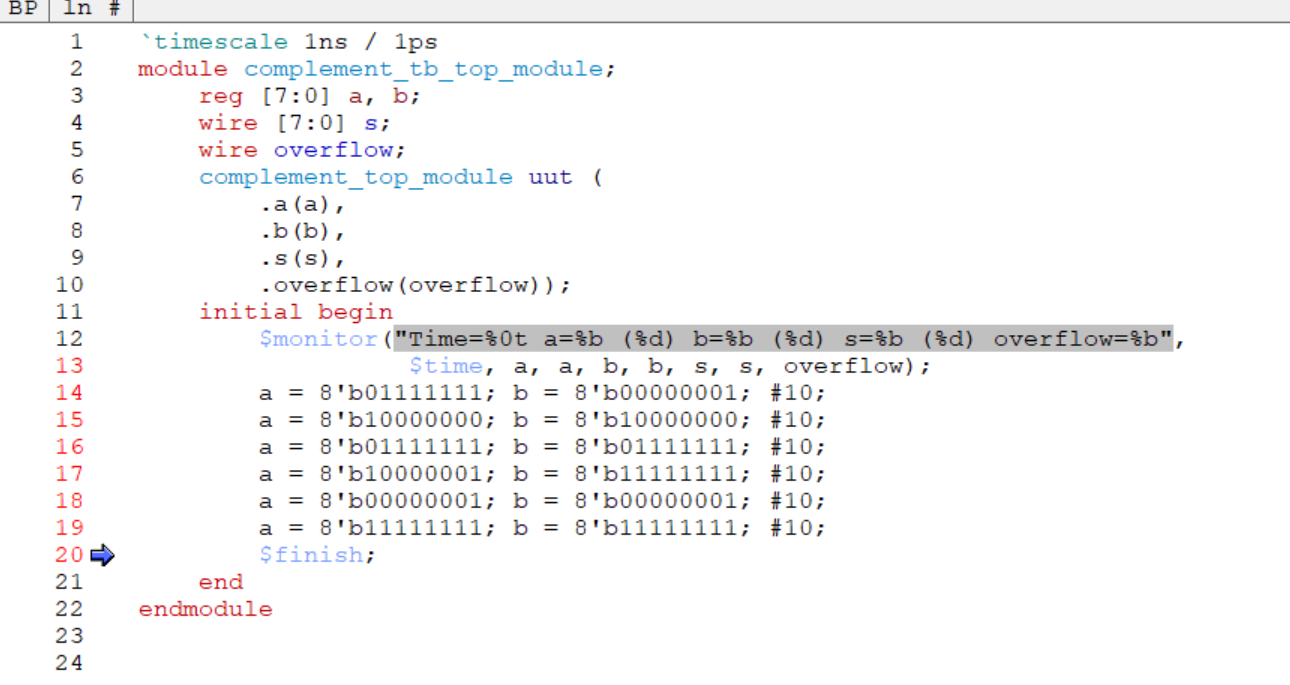 BP ln #
1 `timescale 1ns / 1ps
2 module complement_tb_top_module;
3 reg [7:0] a, b;
4 wire [7:0] s;
5 wire overflow;
6 complement_top_module uut (
7 .a(a),
8 .b(b),
9 .s(s),
10 .overflow(overflow));
11 initial begin
12 $monitor("Time=%0t a=%b (%d) b=%b (%d) s=%b (%d) overflow=%b",
13 $time, a, a, b, b, s, s, overflow);
14 a = 8'b01111111; b = 8'b00000001; #10;
15 a = 8'b10000000; b = 8'b10000000; #10;
16 a = 8'b01111111; b = 8'b01111111; #10;
17 a = 8'b10000001; b = 8'b11111111; #10;
18 a = 8'b00000001; b = 8'b00000001; #10;
19 a = 8'b11111111; b = 8'b11111111; #10;
20 $finish;
21 end
22 endmodule
23
24